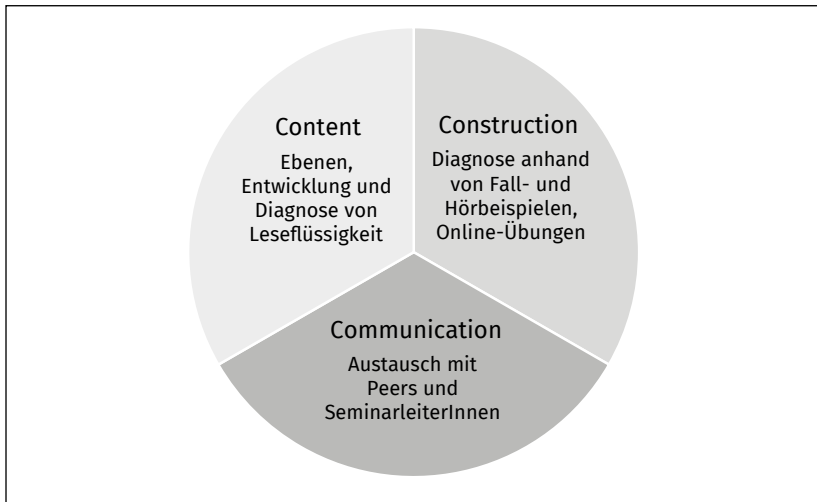 Content
Ebenen,
Entwicklung und
Diagnose von
Leseflüssigkeit
Construction
Diagnose anhand
von Fall- und
Hörbeispielen,
Online-Übungen
Communication
Austausch mit
Peers und
SeminarleiterInnen